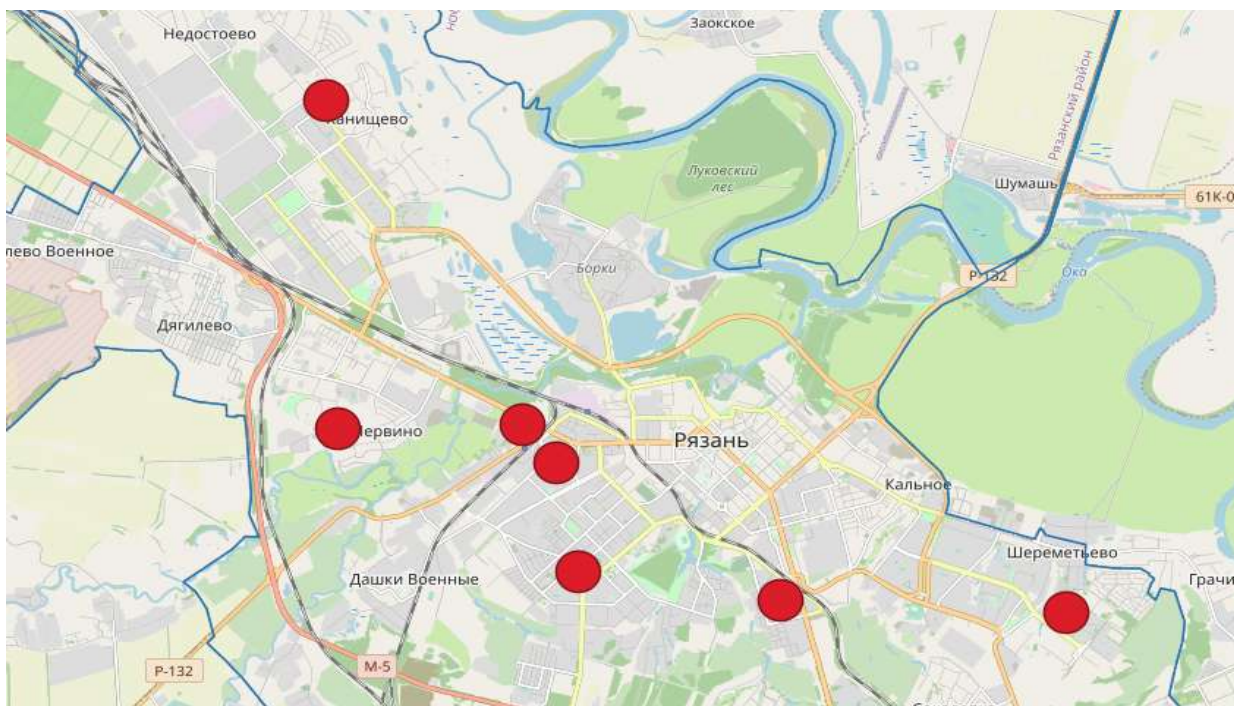 Заокское
Недостоево
Рязанский район
Канищево
Луковский
лес
Шумашь
61К-0
лево Военное
Борки
Р-132
Ока
Дягилево
Рязань
Кальное
Шереметьево
Дашки Военные
Грачи
Р-132
М-5